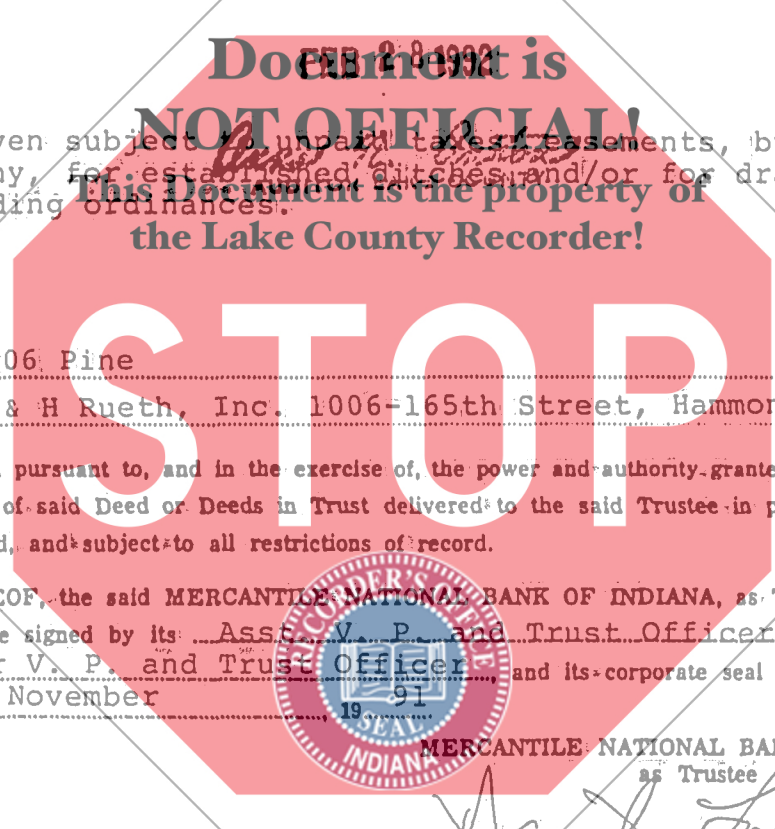 Document is
FEB 28 1992
NOT OFFICIAL!
ven subject to unpaid taxes, easements, b
ny, for established ditches and/or for dra
This Document is the property of
ding ordinances.
the Lake County Recorder!
STOP
06 Pine
& H Rueth, Inc. 1006-165th Street, Hammon
pursuant to, and in the exercise of, the power and authority grante
of said Deed or Deeds in Trust delivered to the said Trustee in p
d, and subject to all restrictions of record.
EOF, the said MERCANTILE NATIONAL BANK OF INDIANA, as T
e signed by its Asst. V. P. and Trust Officer
r V. P. and Trust Officer, and its corporate seal
November, 19 91
RECORDER'S OFFICE
SEAL
INDIANA
MERCANTILE NATIONAL BAN
as Trustee